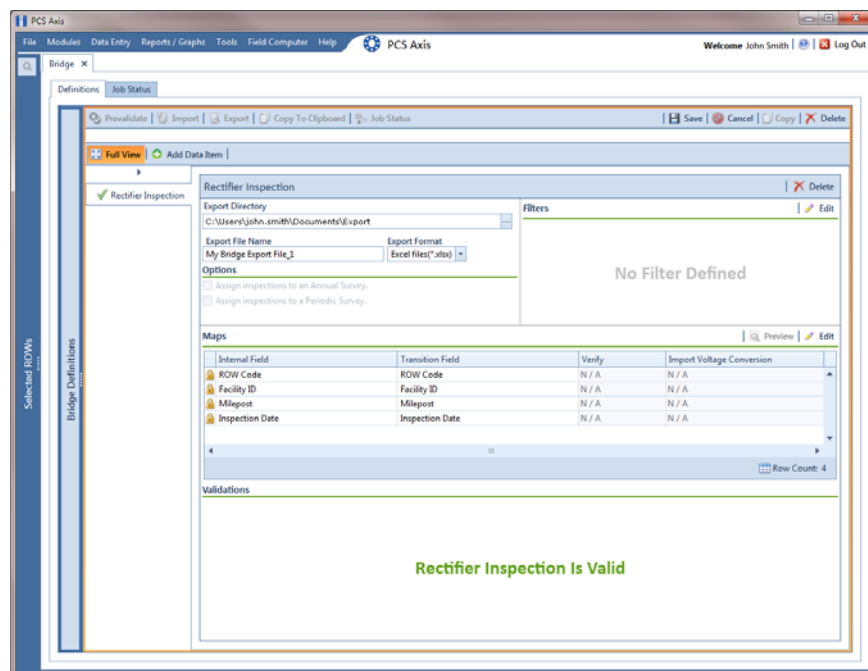 PCS Axis
File Modules Data Entry Reports / Graphs Tools Field Computer Help PCS Axis Welcome John Smith Log Out
Bridge
Definitions Job Status
Prevalidate Import Export Copy To Clipboard Job Status Save Cancel Copy Delete
Full View Add Data Item
Rectifier Inspection
Rectifier Inspection Delete
Export Directory
C:\Users\john.smith\Documents\Export ...
Export File Name Export Format
My Bridge Export File_1 Excel files(*.xlsx)
Options
Assign inspections to an Annual Survey.
Assign inspections to a Periodic Survey.
Filters Edit
No Filter Defined
Maps Preview Edit
Internal Field Transition Field Verify Import Voltage Conversion
ROW Code ROW Code N / A N / A
Facility ID Facility ID N / A N / A
Milepost Milepost N / A N / A
Inspection Date Inspection Date N / A N / A
Row Count: 4
Validations
Rectifier Inspection Is Valid
Selected ROWs
Bridge Definitions